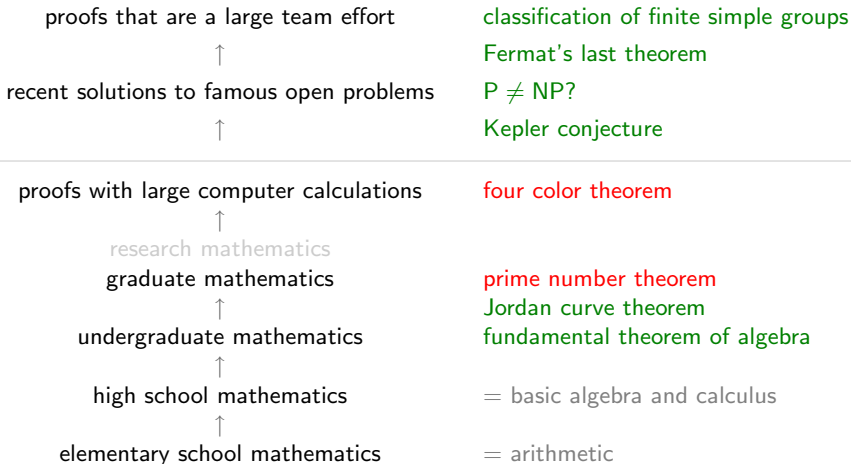 proofs that are a large team effort classification of finite simple groups
↑ Fermat's last theorem
recent solutions to famous open problems P ≠ NP?
↑ Kepler conjecture
proofs with large computer calculations four color theorem
↑
research mathematics
graduate mathematics prime number theorem
↑ Jordan curve theorem
undergraduate mathematics fundamental theorem of algebra
↑
high school mathematics = basic algebra and calculus
↑
elementary school mathematics = arithmetic